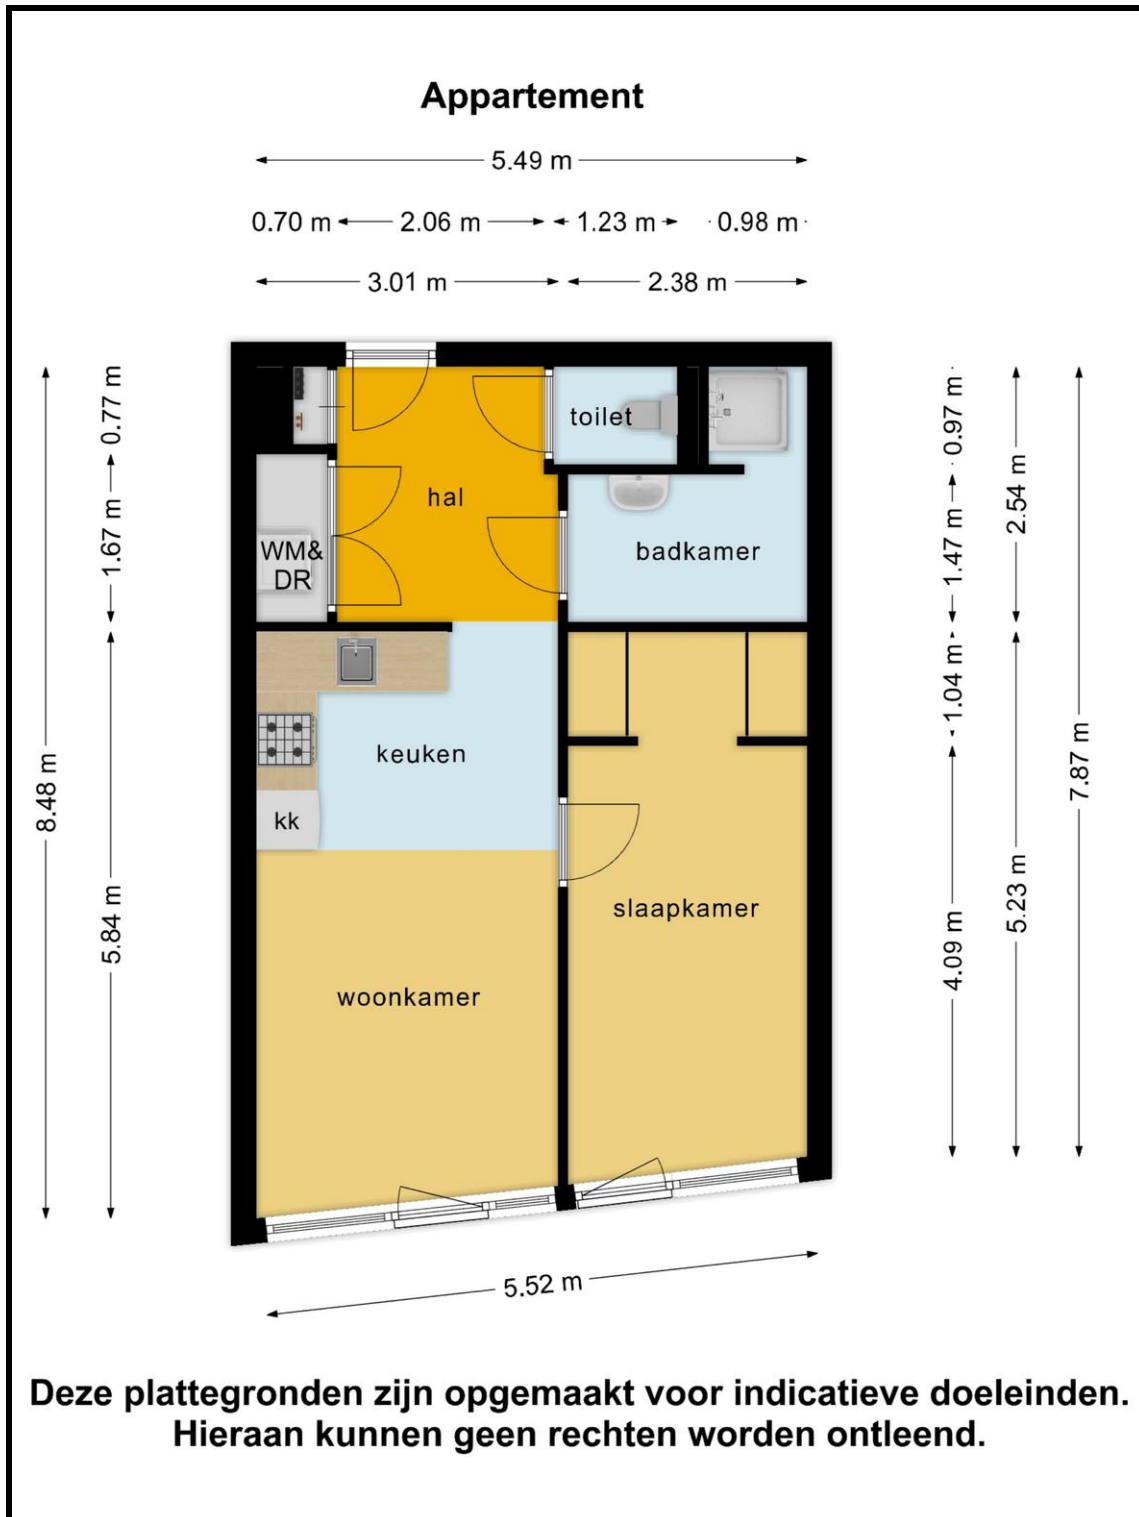 Appartement
5.49 m
0.70 m 2.06 m 1.23 m 0.98 m
3.01 m 2.38 m
0.77 m
1.67 m
8.48 m
5.84 m
0.97 m
1.47 m
2.54 m
1.04 m
7.87 m
5.23 m
4.09 m
toilet
hal
WM&
DR
badkamer
keuken
kk
slaapkamer
woonkamer
5.52 m
Deze plattegronden zijn opgemaakt voor indicatieve doeleinden.
Hieraan kunnen geen rechten worden ontleend.